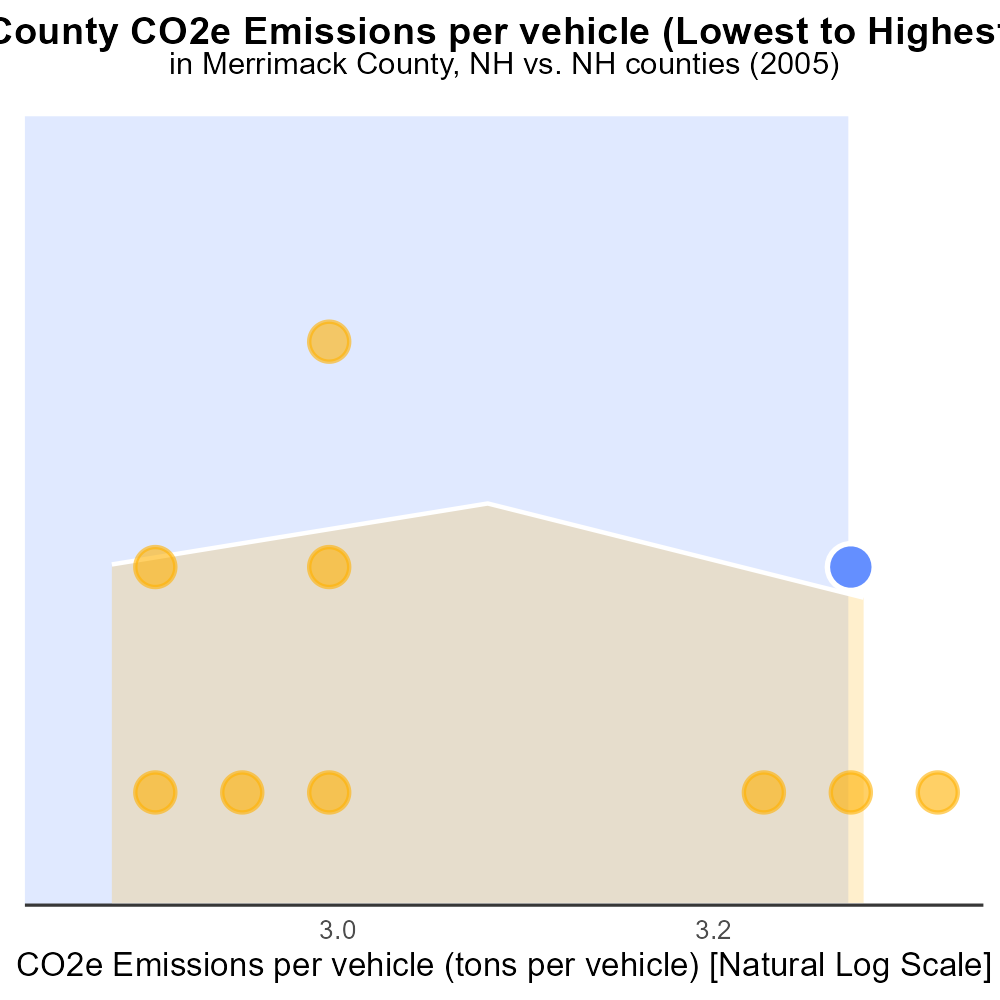 County CO2e Emissions per vehicle (Lowest to Highest
in Merrimack County, NH vs. NH counties (2005)
3.0
3.2
CO2e Emissions per vehicle (tons per vehicle) [Natural Log Scale]